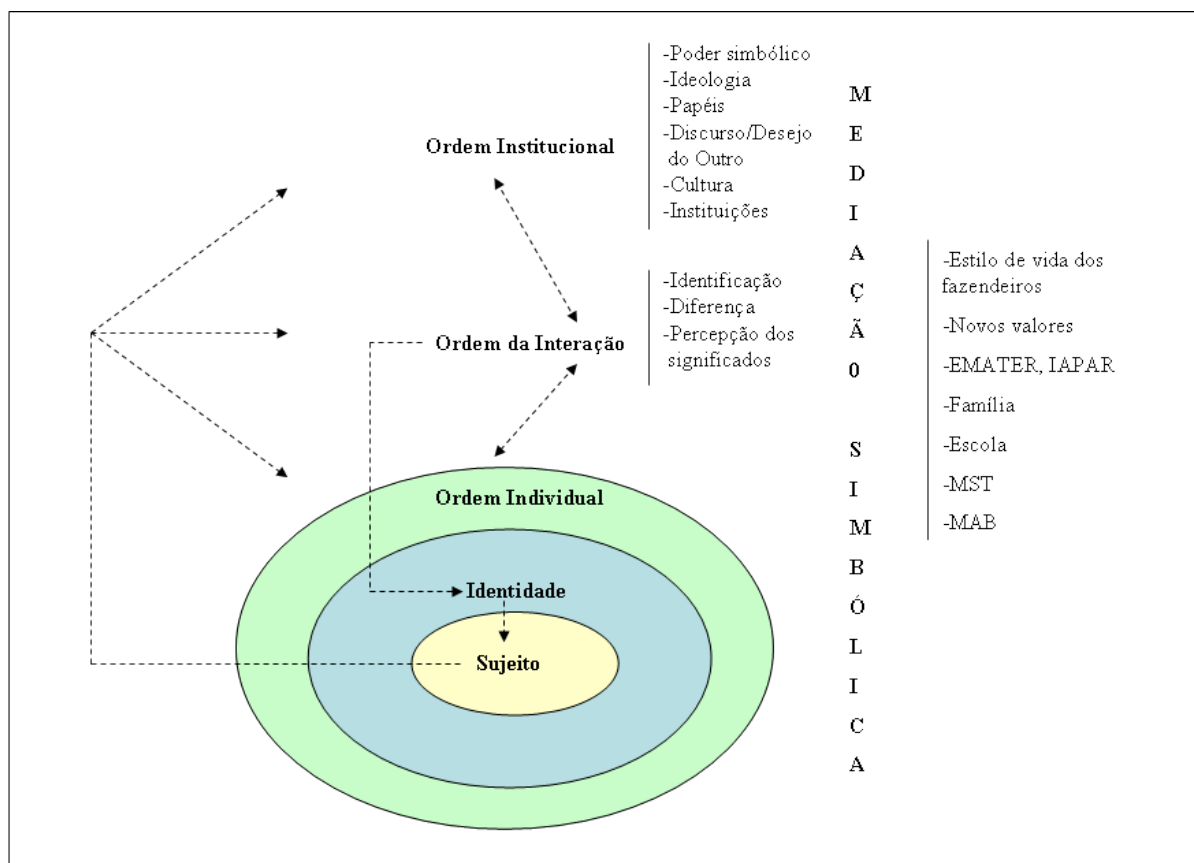 Ordem Institucional
-Poder simbólico
-Ideologia
-Papéis
-Discurso/Desejo
do Outro
-Cultura
-Instituições
Ordem da Interação
-Identificação
-Diferença
-Percepção dos
significados
Ordem Individual
Identidade
Sujeito
M
E
D
I
A
Ç
Ã
0
S
I
M
B
Ó
L
I
C
A
-Estilo de vida dos
fazendeiros
-Novos valores
-EMATER, IAPAR
-Família
-Escola
-MST
-MAB